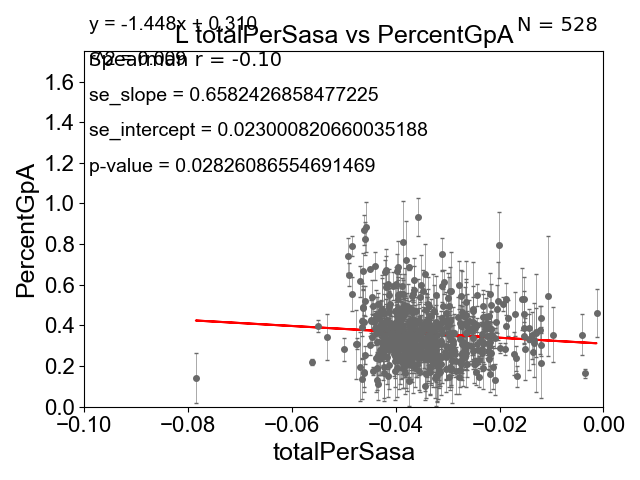 y = -1.448x + 0.310
N = 528
L totalPerSasa vs PercentGpA
Spearman r = -0.10
se_slope = 0.6582426858477225
se_intercept = 0.023000820660035188
p-value = 0.02826086554691469
PercentGpA
1.6
1.4
1.2
1.0
0.8
0.6
0.4
0.2
0.0
−0.10 −0.08 −0.06 −0.04 −0.02 0.00
totalPerSasa